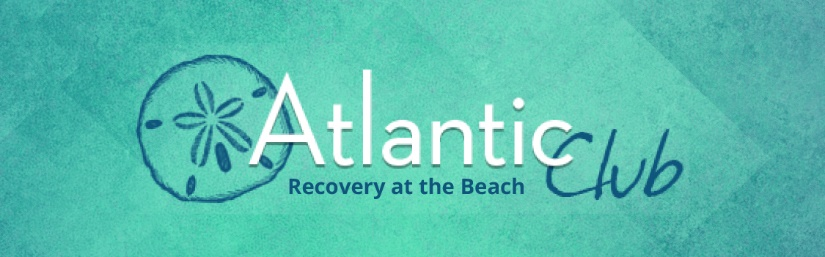 Atlantic Club
Recovery at the Beach